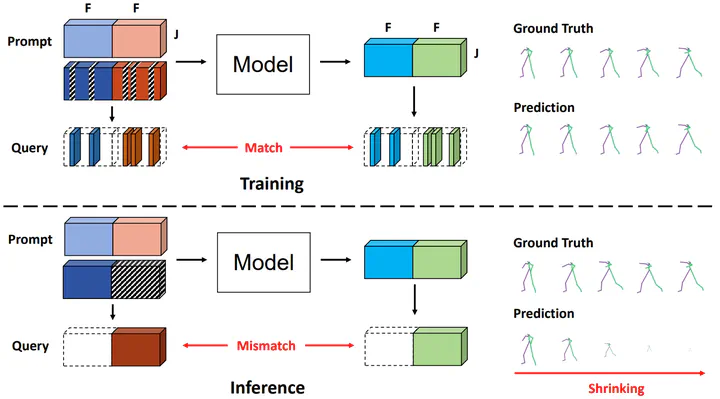 F F
Prompt
J
Model
F F
J
Query
Match
Training
Ground Truth
Prediction
Prompt
Model
Query
Mismatch
Inference
Ground Truth
Prediction
Shrinking